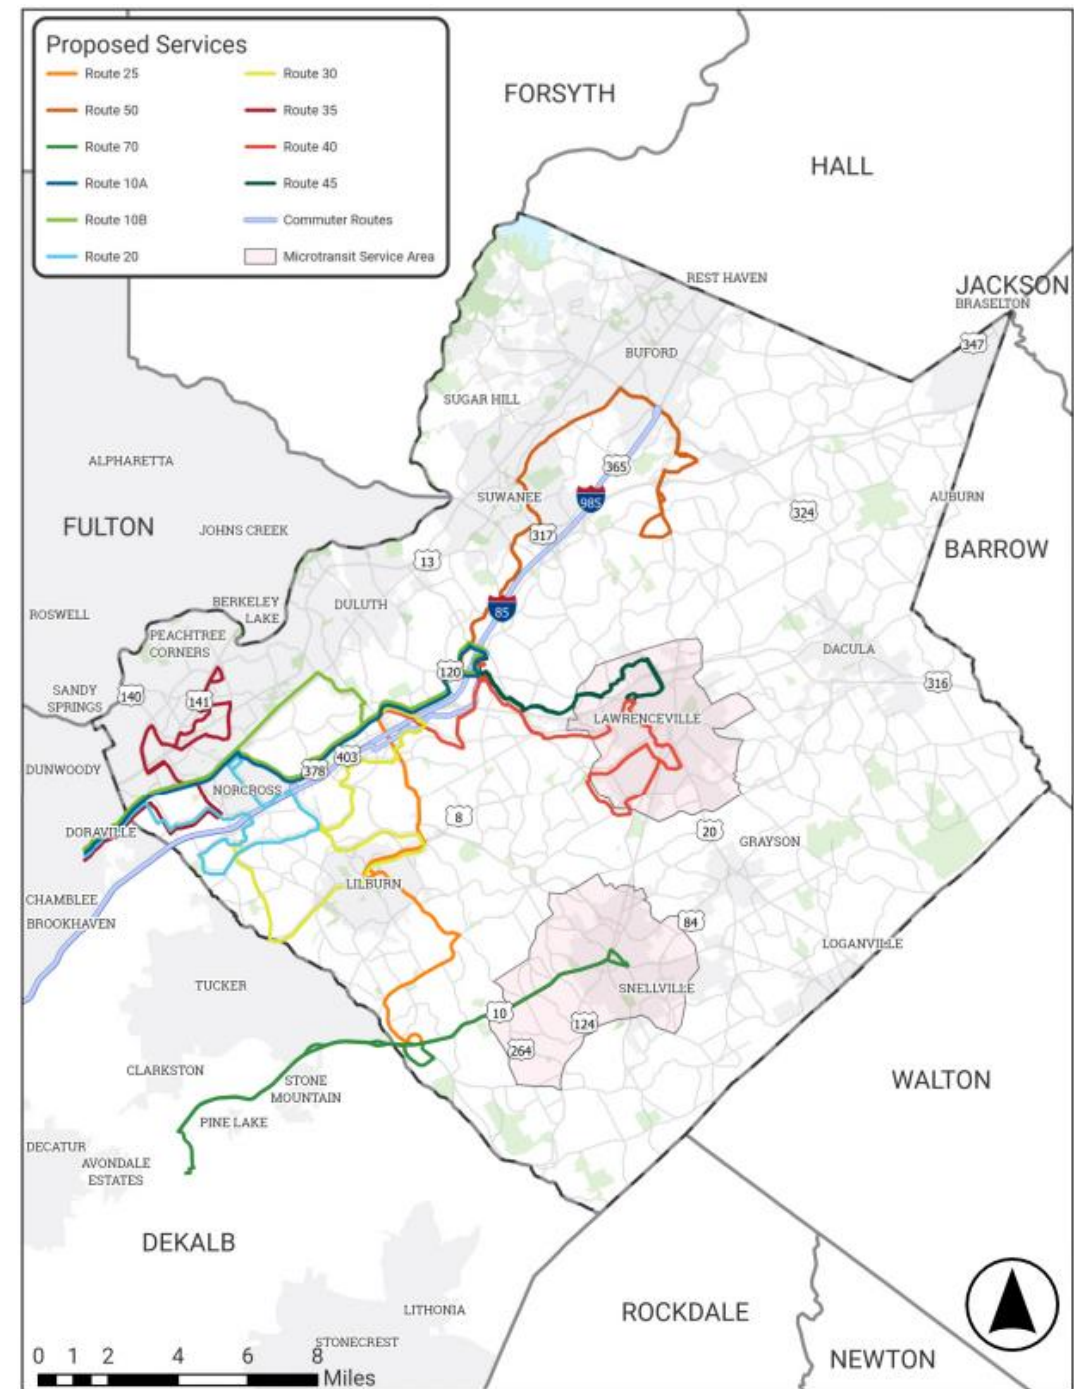 Proposed Services
Route 25
Route 30
Route 50
Route 35
Route 70
Route 40
Route 10A
Route 45
Route 10B
Commuter Routes
Route 20
Microtransit Service Area
FORSYTH
HALL
REST HAVEN
JACKSON
BRASELTON
347
BUFORD
SUGAR HILL
ALPHARETTA
365
SUWANEE
985
AUBURN
324
FULTON
JOHNS CREEK
317
BARROW
13
BERKELEY
LAKE
DULUTH
85
ROSWELL
PEACHTREE
CORNERS
DACULA
120
316
SANDY
SPRINGS
140
141
LAWRENCEVILLE
403
378
DUNWOODY
NORCROSS
8
20
DORAVILLE
GRAYSON
LILBURN
CHAMBLEE
BROOKHAVEN
84
LOGANVILLE
TUCKER
SNELLVILLE
10
124
264
CLARKSTON
STONE
MOUNTAIN
WALTON
PINE LAKE
DECATUR
AVONDALE
ESTATES
DEKALB
LITHONIA
ROCKDALE
STONECREST
NEWTON
0 1 2 4 6 8
Miles